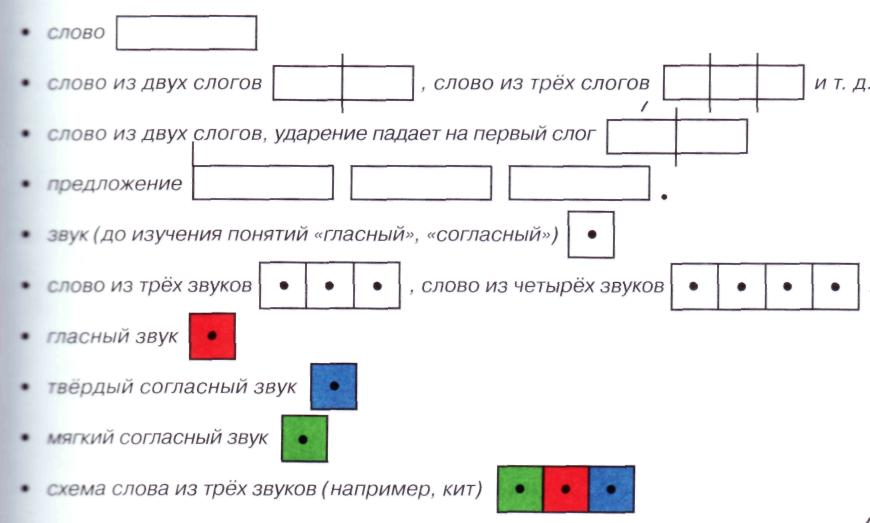 • слово
• слово из двух слогов , слово из трёх слогов и т. д.
• слово из двух слогов, ударение падает на первый слог
• предложение .
• звук (до изучения понятий «гласный», «согласный»)
• слово из трёх звуков , слово из четырёх звуков
• гласный звук
• твёрдый согласный звук
• мягкий согласный звук
• схема слова из трёх звуков (например, кит)